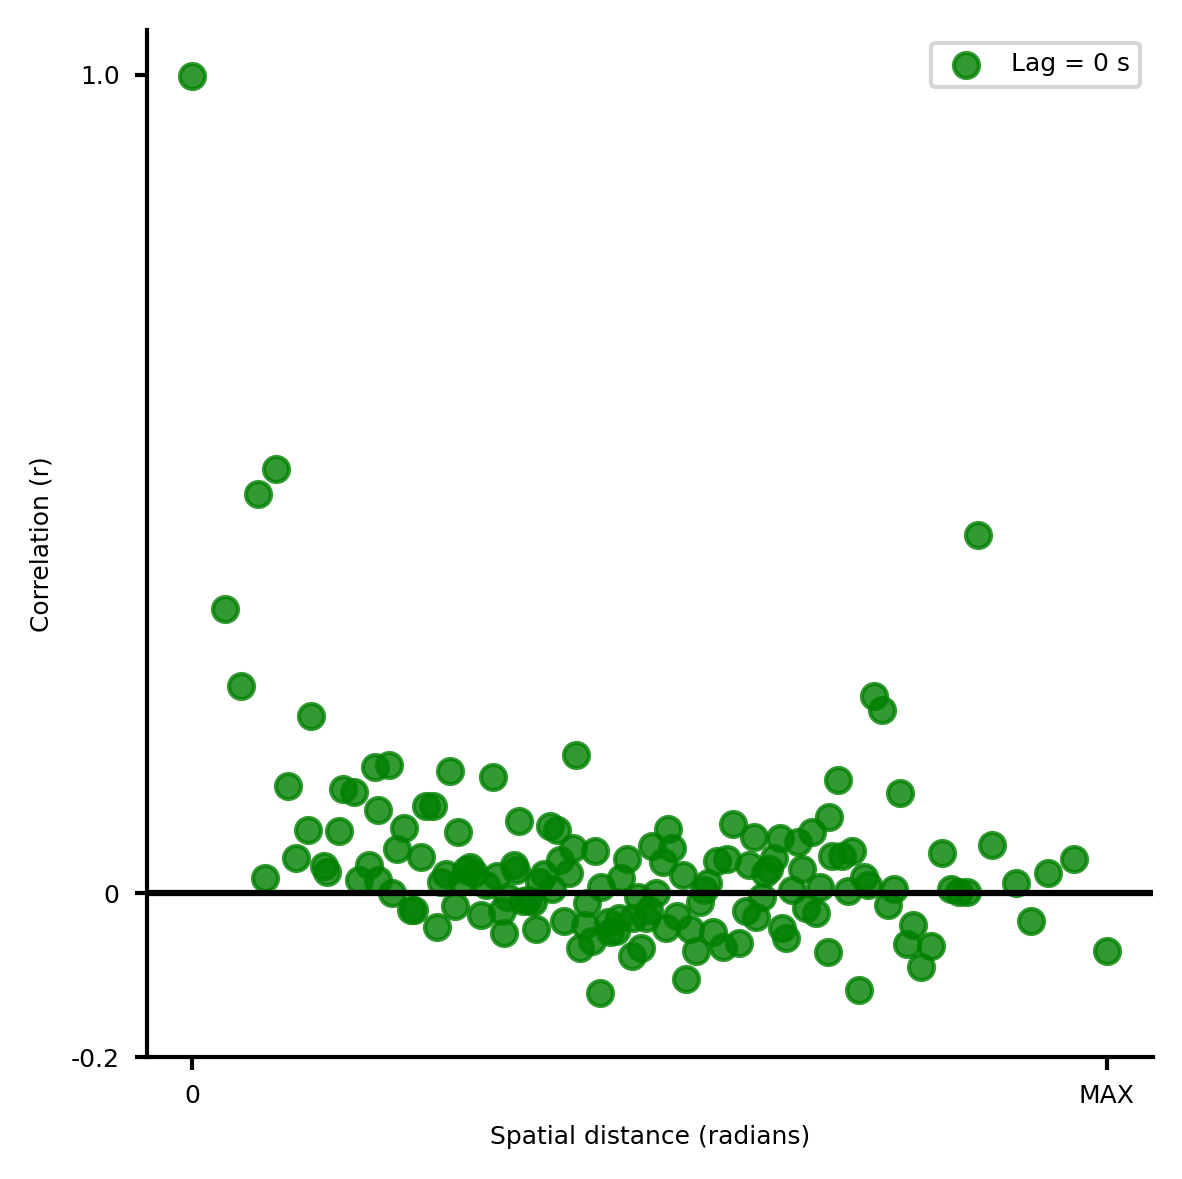 Lag = 0 s
1.0
0
-0.2
Correlation (r)
0
MAX
Spatial distance (radians)